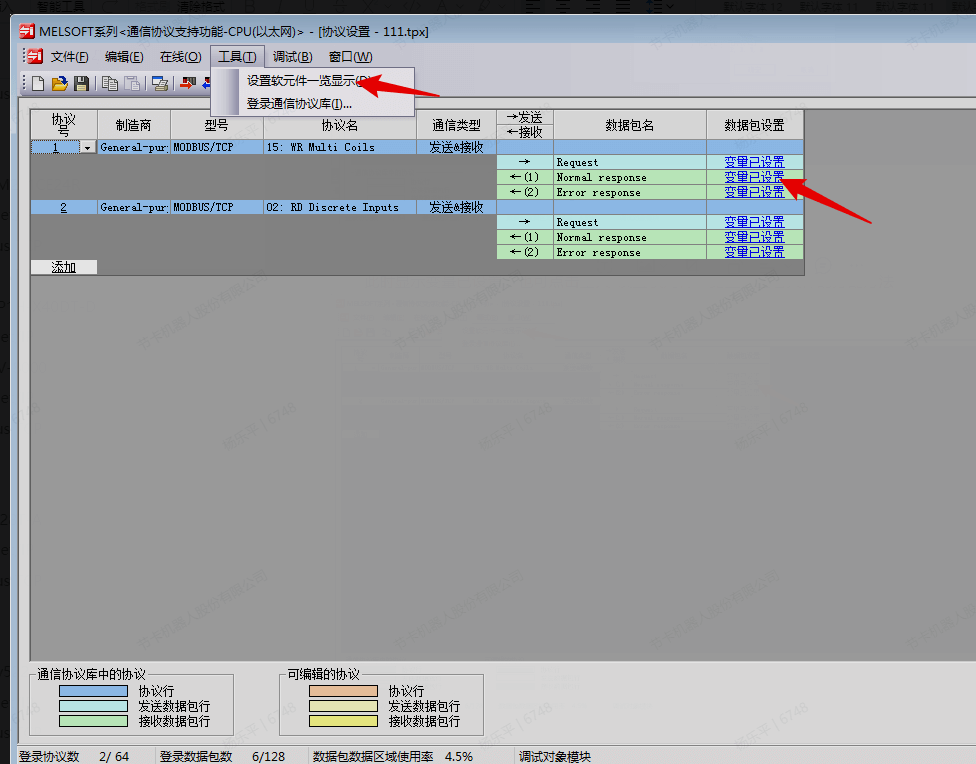 智能工具 清除格式
MELSOFT系列<通信协议支持功能-CPU(以太网)> - [协议设置 - 111.tpx]
文件(F) 编辑(E) 在线(O) 工具(T) 调试(B) 窗口(W)
设置软元件一览显示(D)
登录通信协议库(I)...
协议号 制造商 型号 协议名 通信类型 →发送 ←接收 数据包名 数据包设置
1 General-pur MODBUS/TCP 15: WR Multi Coils 发送&接收
→ Request 变量已设置
←(1) Normal response 变量已设置
←(2) Error response 变量已设置
2 General-pur MODBUS/TCP 02: RD Discrete Inputs 发送&接收
→ Request 变量已设置
←(1) Normal response 变量已设置
←(2) Error response 变量已设置
添加
通信协议库中的协议
协议行
发送数据包行
接收数据包行
可编辑的协议
协议行
发送数据包行
接收数据包行
登录协议数 2/ 64 登录数据包数 6/128 数据包数据区域使用率 4.5% 调试对象模块